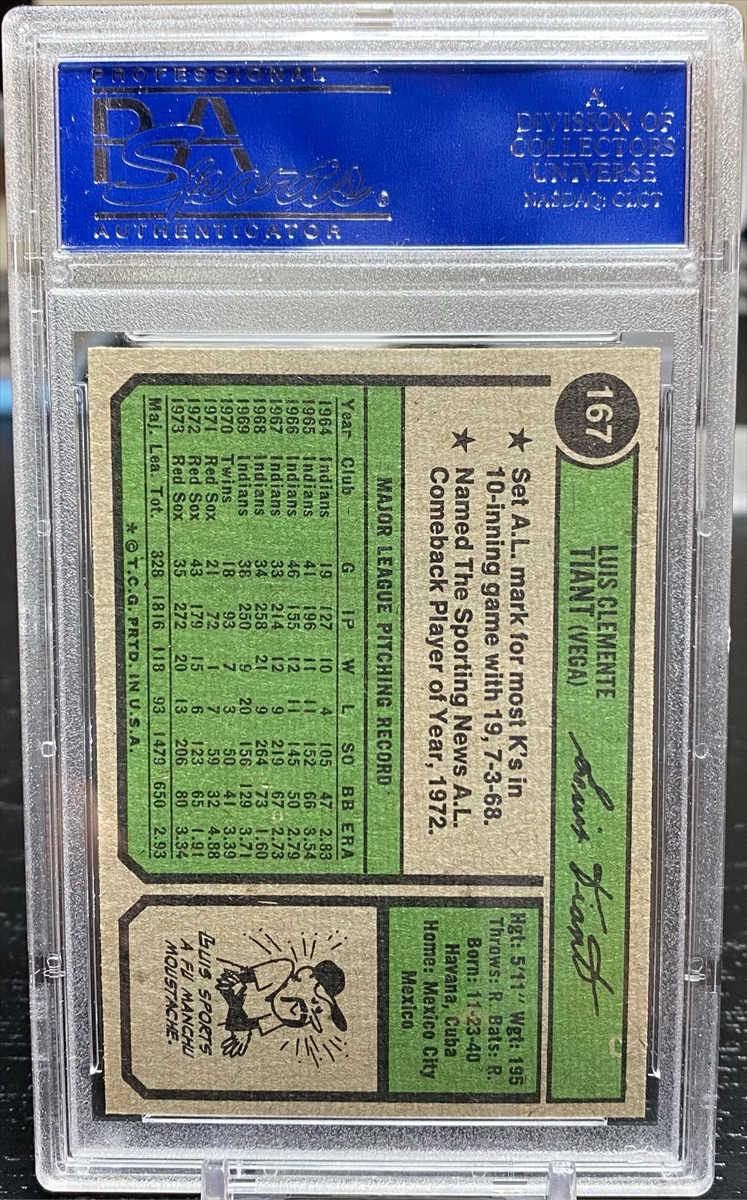 PROFESSIONAL
PSA
Sports®
AUTHENTICATOR
A
DIVISION OF
COLLECTORS
UNIVERSE
NASDAQ: CLCT
167
LUIS CLEMENTE
TIANT (VEGA)
Luis Tiant
★ Set A.L. mark for most K's in
10-inning game with 19, 7-3-68.
★ Named The Sporting News A.L.
Comeback Player of Year, 1972.
MAJOR LEAGUE PITCHING RECORD
Year Club G IP W L SO BB ERA
1964 Indians 19 127 10 4 105 47 2.83
1965 Indians 41 196 11 11 152 66 3.54
1966 Indians 46 155 12 11 145 50 2.79
1967 Indians 33 214 12 9 219 67 2.73
1968 Indians 34 258 21 9 264 73 1.60
1969 Indians 38 250 9 20 156 129 3.71
1970 Twins 18 93 7 3 50 41 3.39
1971 Red Sox 21 72 1 7 59 32 4.88
1972 Red Sox 43 179 15 6 123 65 1.91
1973 Red Sox 35 272 20 13 206 80 3.34
Maj. Lea. Tot. 328 1816 118 93 1479 650 2.93
* © T.C.G. PRTD. IN U.S.A.
Hgt: 5'11" Wgt: 195
Throws: R. Bats: R.
Born: 11-23-40
Havana, Cuba
Home: Mexico City
Mexico
LUIS SPORTS
A FU MANCHU
MOUSTACHE.